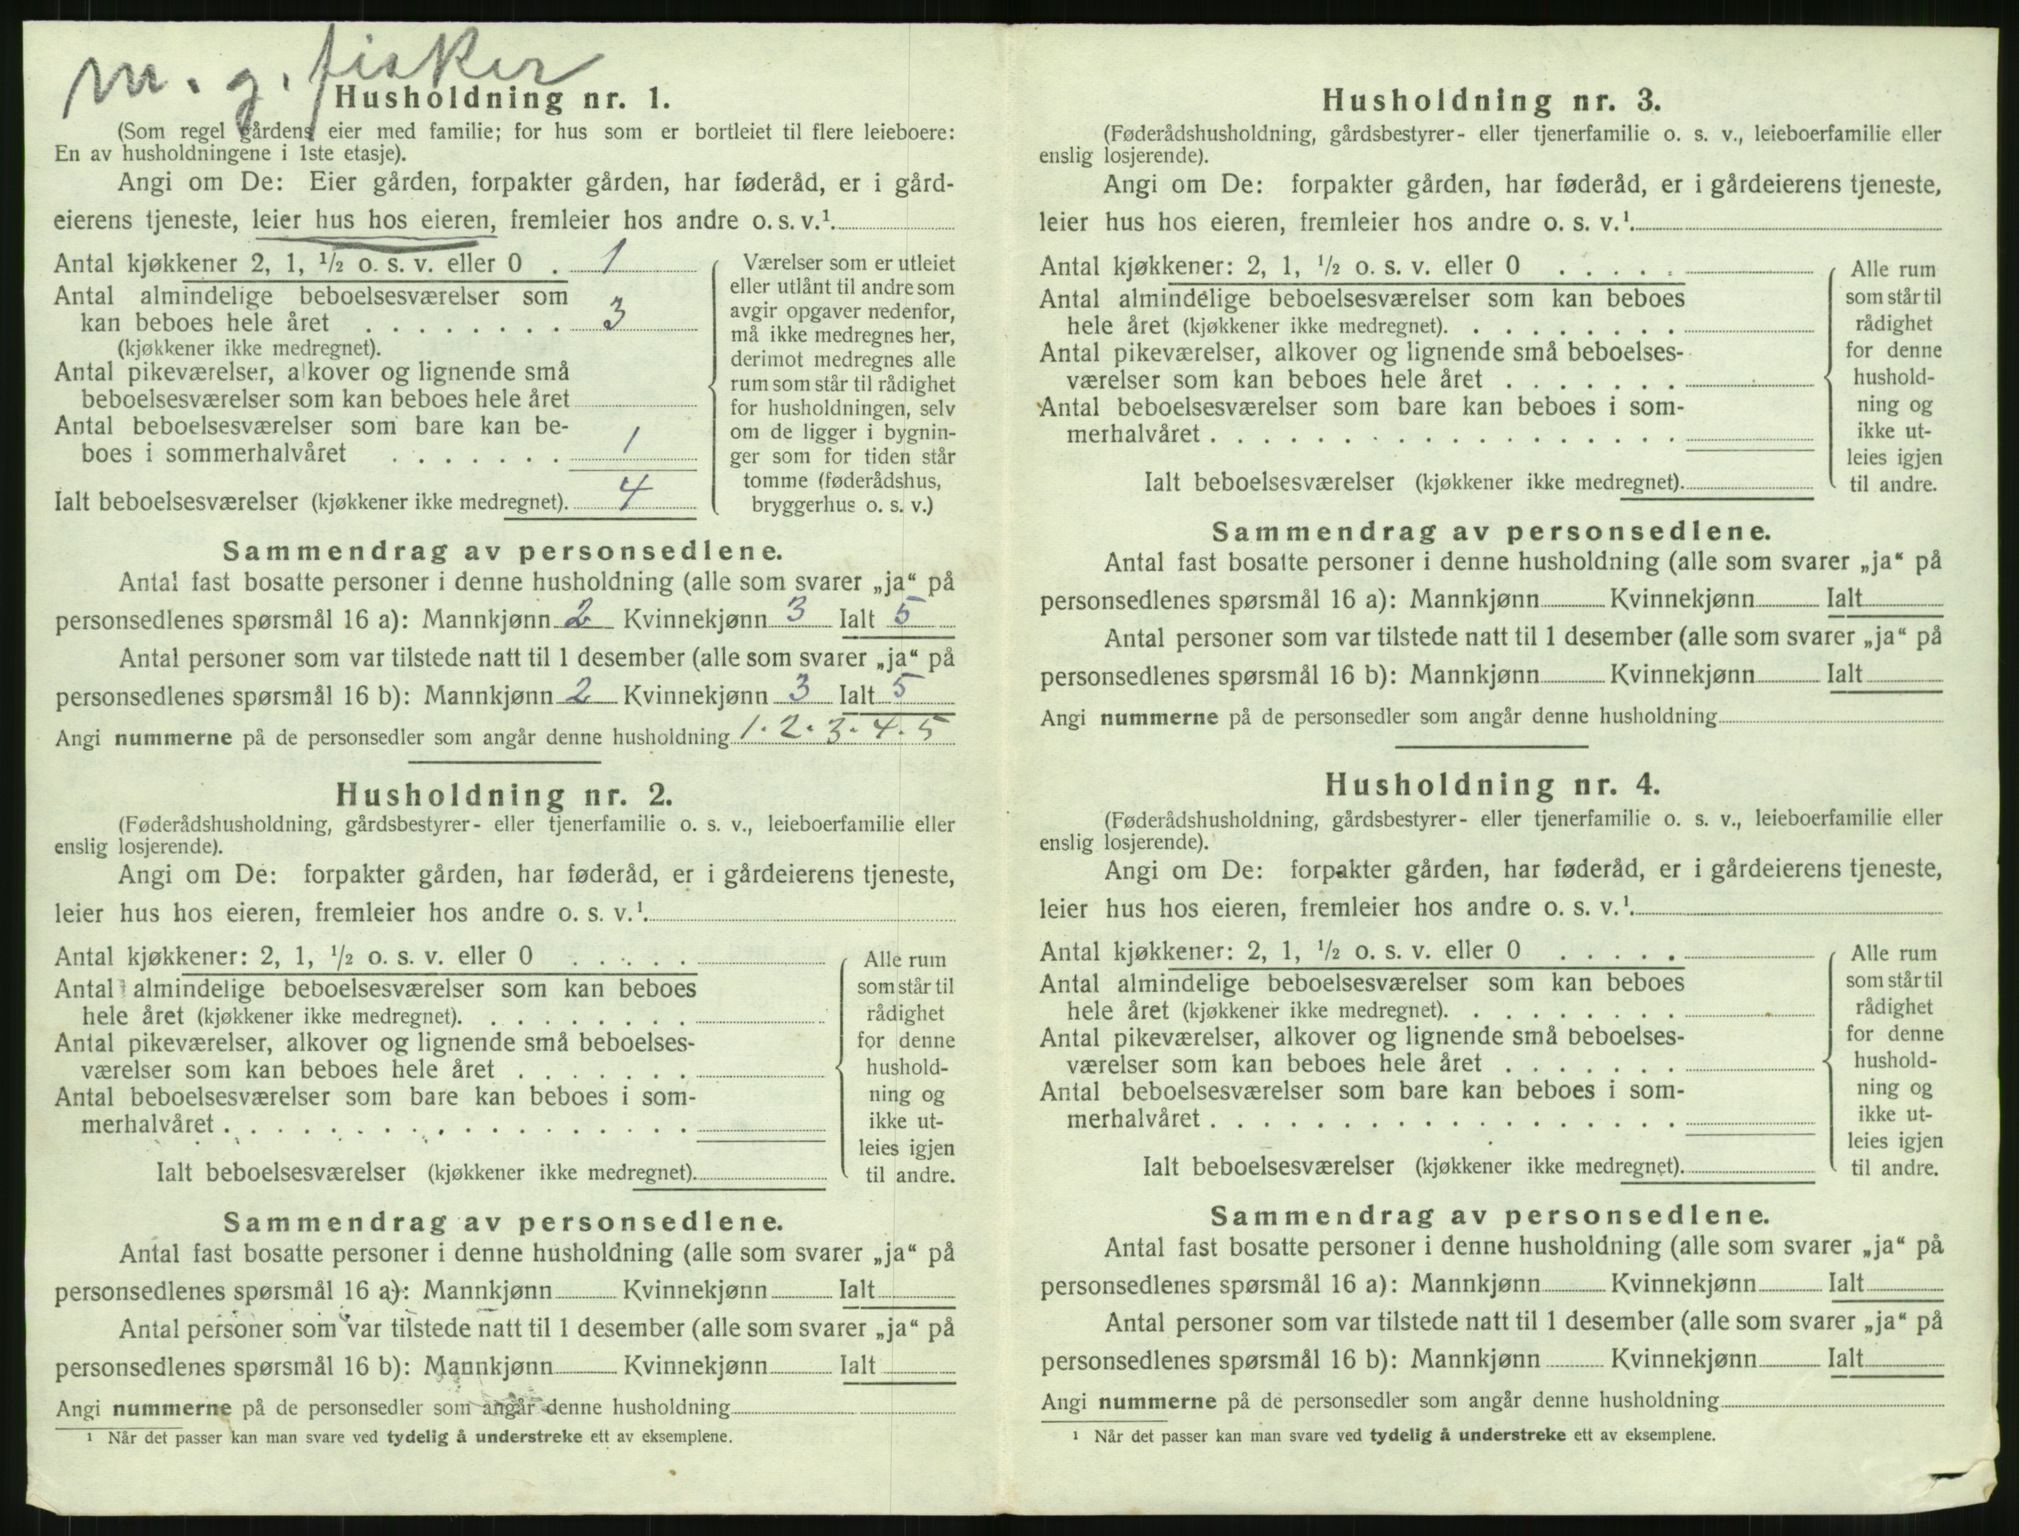 m. g. fisker
Husholdning nr. 1.
(Som regel gårdens eier med familie; for hus som er bortleiet til flere leieboere:
En av husholdningene i 1ste etasje).
Angi om De: Eier gården, forpakter gården, har føderåd, er i gård-
eierens tjeneste, leier hus hos eieren, fremleier hos andre o. s. v.¹
Antal kjøkkener 2, 1, ½ o. s. v. eller 0 . 1
Antal almindelige beboelsesværelser som
kan beboes hele året . . . . . . . . 3
(kjøkkener ikke medregnet).
Antal pikeværelser, alkover og lignende små
beboelsesværelser som kan beboes hele året
Antal beboelsesværelser som bare kan be-
boes i sommerhalvåret . . . . . . . 1
Ialt beboelsesværelser (kjøkkener ikke medregnet). 4
Værelser som er utleiet
eller utlånt til andre som
avgir opgaver nedenfor,
må ikke medregnes her,
derimot medregnes alle
rum som står til rådighet
for husholdningen, selv
om de ligger i bygnin-
ger som for tiden står
tomme (føderådshus,
bryggerhus o. s. v.)
Sammendrag av personsedlene.
Antal fast bosatte personer i denne husholdning (alle som svarer „ja“ på
personsedlenes spørsmål 16 a): Mannkjønn 2 Kvinnekjønn 3 Ialt 5
Antal personer som var tilstede natt til 1 desember (alle som svarer „ja“ på
personsedlenes spørsmål 16 b): Mannkjønn 2 Kvinnekjønn 3 Ialt 5
Angi nummerne på de personsedler som angår denne husholdning 1. 2. 3. 4. 5
Husholdning nr. 2.
(Føderådshusholdning, gårdsbestyrer- eller tjenerfamilie o. s. v., leieboerfamilie eller
enslig losjerende).
Angi om De: forpakter gården, har føderåd, er i gårdeierens tjeneste,
leier hus hos eieren, fremleier hos andre o. s. v.¹
Antal kjøkkener: 2, 1, ½ o. s. v. eller 0 . . . . .
Antal almindelige beboelsesværelser som kan beboes
hele året (kjøkkener ikke medregnet). . . . . . . . .
Antal pikeværelser, alkover og lignende små beboelses-
værelser som kan beboes hele året . . . . . . .
Antal beboelsesværelser som bare kan beboes i som-
merhalvåret . . . . . . . . . . . . . . . . . .
Ialt beboelsesværelser (kjøkkener ikke medregnet).
Alle rum
som står til
rådighet
for denne
hushold-
ning og
ikke ut-
leies igjen
til andre.
Sammendrag av personsedlene.
Antal fast bosatte personer i denne husholdning (alle som svarer „ja“ på
personsedlenes spørsmål 16 a): Mannkjønn Kvinnekjønn Ialt
Antal personer som var tilstede natt til 1 desember (alle som svarer „ja“ på
personsedlenes spørsmål 16 b): Mannkjønn Kvinnekjønn Ialt
Angi nummerne på de personsedler som angår denne husholdning
¹ Når det passer kan man svare ved tydelig å understreke ett av eksemplene.
Husholdning nr. 3.
(Føderådshusholdning, gårdsbestyrer- eller tjenerfamilie o. s. v., leieboerfamilie eller
enslig losjerende).
Angi om De: forpakter gården, har føderåd, er i gårdeierens tjeneste,
leier hus hos eieren, fremleier hos andre o. s. v.¹
Antal kjøkkener: 2, 1, ½ o. s. v. eller 0 . . . . .
Antal almindelige beboelsesværelser som kan beboes
hele året (kjøkkener ikke medregnet). . . . . . . . .
Antal pikeværelser, alkover og lignende små beboelses-
værelser som kan beboes hele året . . . . . . .
Antal beboelsesværelser som bare kan beboes i som-
merhalvåret . . . . . . . . . . . . . . . . . .
Ialt beboelsesværelser (kjøkkener ikke medregnet).
Alle rum
som står til
rådighet
for denne
hushold-
ning og
ikke ut-
leies igjen
til andre.
Sammendrag av personsedlene.
Antal fast bosatte personer i denne husholdning (alle som svarer „ja“ på
personsedlenes spørsmål 16 a): Mannkjønn Kvinnekjønn Ialt
Antal personer som var tilstede natt til 1 desember (alle som svarer „ja“ på
personsedlenes spørsmål 16 b): Mannkjønn Kvinnekjønn Ialt
Angi nummerne på de personsedler som angår denne husholdning
Husholdning nr. 4.
(Føderådshusholdning, gårdsbestyrer- eller tjenerfamilie o. s. v., leieboerfamilie eller
enslig losjerende).
Angi om De: forpakter gården, har føderåd, er i gårdeierens tjeneste,
leier hus hos eieren, fremleier hos andre o. s. v.¹
Antal kjøkkener: 2, 1, ½ o. s. v. eller 0 . . . . .
Antal almindelige beboelsesværelser som kan beboes
hele året (kjøkkener ikke medregnet). . . . . . . . .
Antal pikeværelser, alkover og lignende små beboelses-
værelser som kan beboes hele året . . . . . . .
Antal beboelsesværelser som bare kan beboes i som-
merhalvåret . . . . . . . . . . . . . . . . . .
Ialt beboelsesværelser (kjøkkener ikke medregnet).
Alle rum
som står til
rådighet
for denne
hushold-
ning og
ikke ut-
leies igjen
til andre.
Sammendrag av personsedlene.
Antal fast bosatte personer i denne husholdning (alle som svarer „ja“ på
personsedlenes spørsmål 16 a): Mannkjønn Kvinnekjønn Ialt
Antal personer som var tilstede natt til 1 desember (alle som svarer „ja“ på
personsedlenes spørsmål 16 b): Mannkjønn Kvinnekjønn Ialt
Angi nummerne på de personsedler som angår denne husholdning
¹ Når det passer kan man svare ved tydelig å understreke ett av eksemplene.